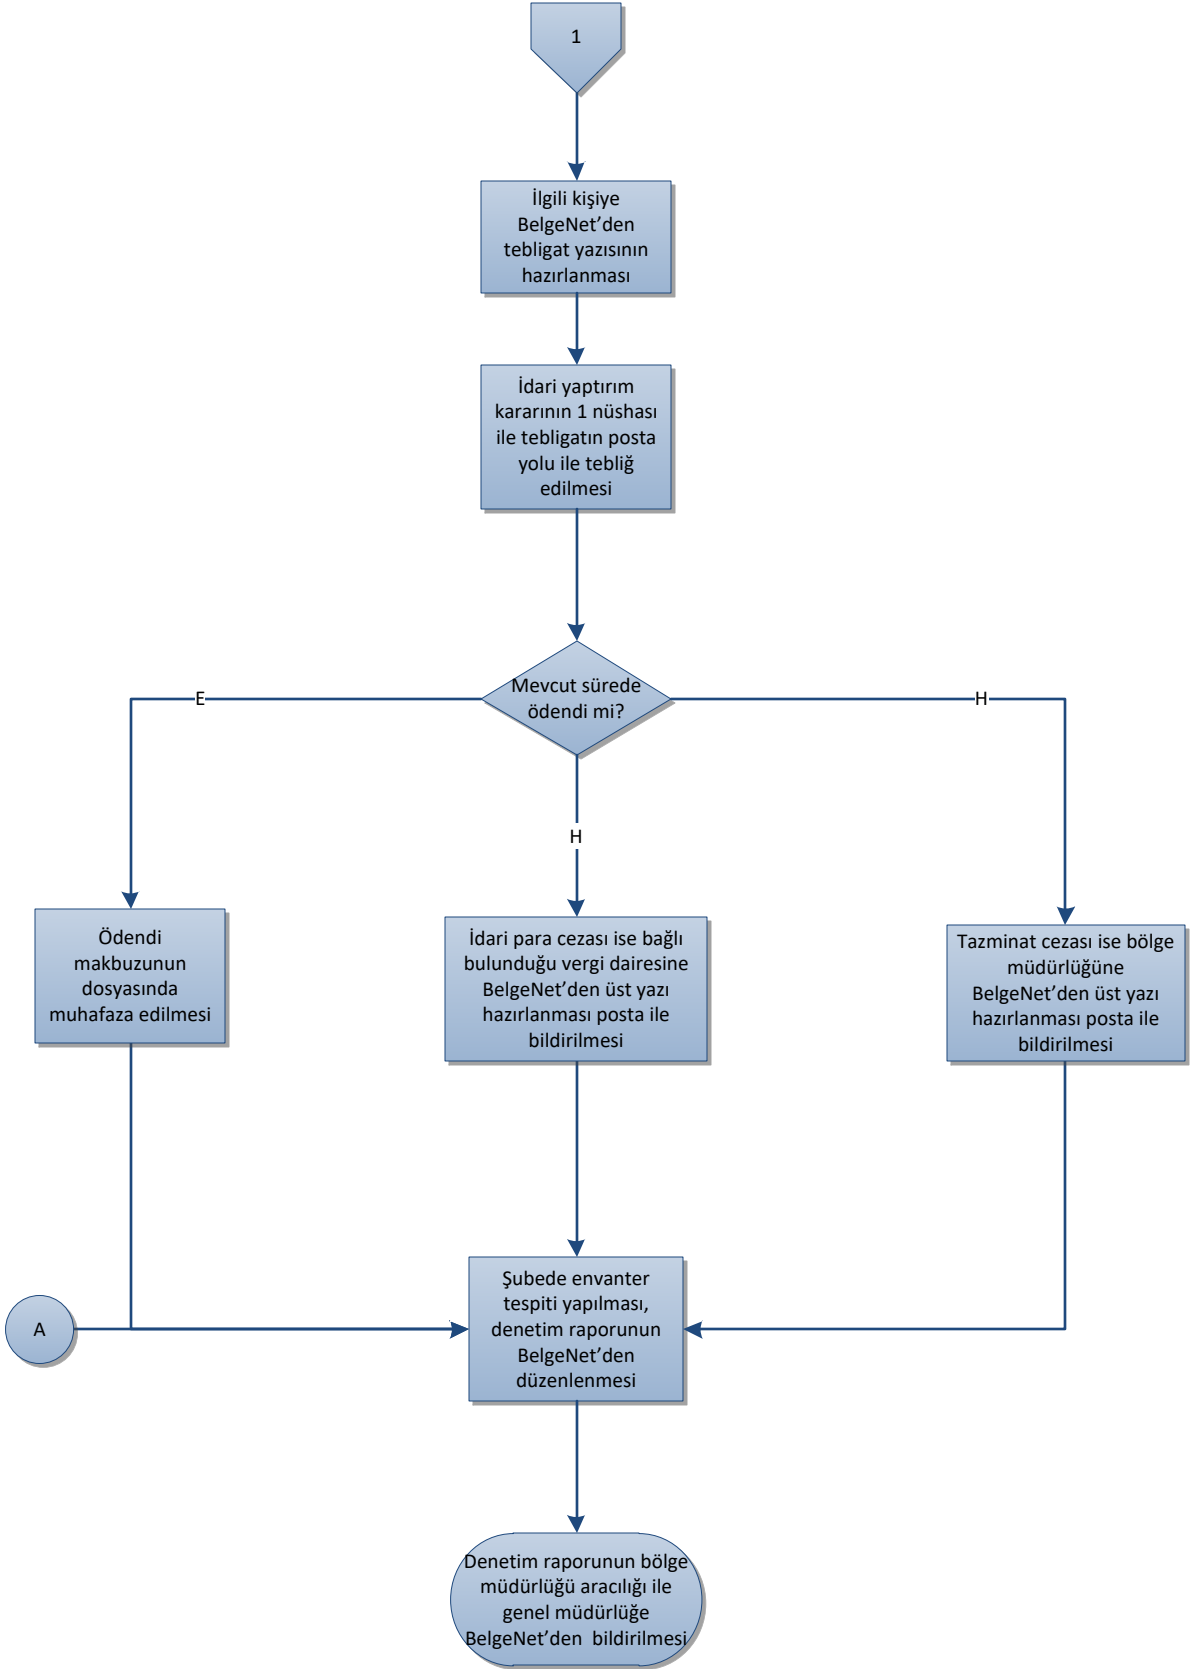 1
İlgili kişiye
BelgeNet’den
tebligat yazısının
hazırlanması
İdari yaptırım
kararının 1 nüshası
ile tebligatın posta
yolu ile tebliğ
edilmesi
Mevcut sürede
ödendi mi?
E
H
H
Ödendi
makbuzunun
dosyasında
muhafaza edilmesi
İdari para cezası ise bağlı
bulunduğu vergi dairesine
BelgeNet’den üst yazı
hazırlanması posta ile
bildirilmesi
Tazminat cezası ise bölge
müdürlüğüne
BelgeNet’den üst yazı
hazırlanması posta ile
bildirilmesi
A
Şubede envanter
tespiti yapılması,
denetim raporunun
BelgeNet’den
düzenlenmesi
Denetim raporunun bölge
müdürlüğü aracılığı ile
genel müdürlüğe
BelgeNet’den  bildirilmesi